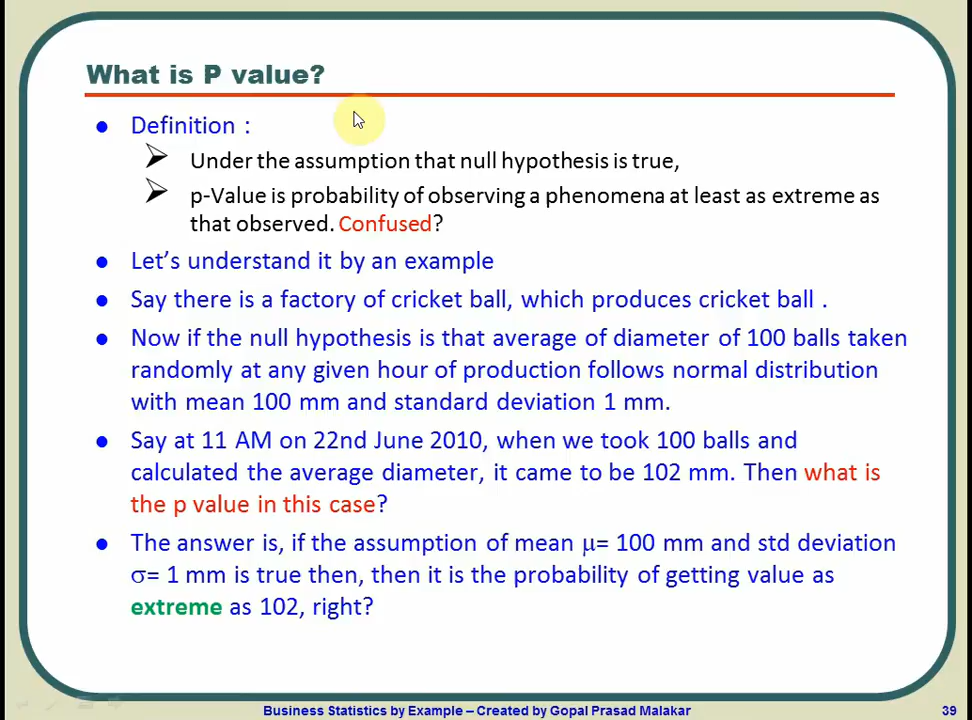 What is P value?
Definition :
Under the assumption that null hypothesis is true,
p-Value is probability of observing a phenomena at least as extreme as
that observed. Confused?
Let's understand it by an example
Say there is a factory of cricket ball, which produces cricket ball .
Now if the null hypothesis is that average of diameter of 100 balls taken
randomly at any given hour of production follows normal distribution
with mean 100 mm and standard deviation 1 mm.
Say at 11 AM on 22nd June 2010, when we took 100 balls and
calculated the average diameter, it came to be 102 mm. Then what is
the p value in this case?
The answer is, if the assumption of mean μ= 100 mm and std deviation
σ= 1 mm is true then, then it is the probability of getting value as
extreme as 102, right?
Business Statistics by Example – Created by Gopal Prasad Malakar
39